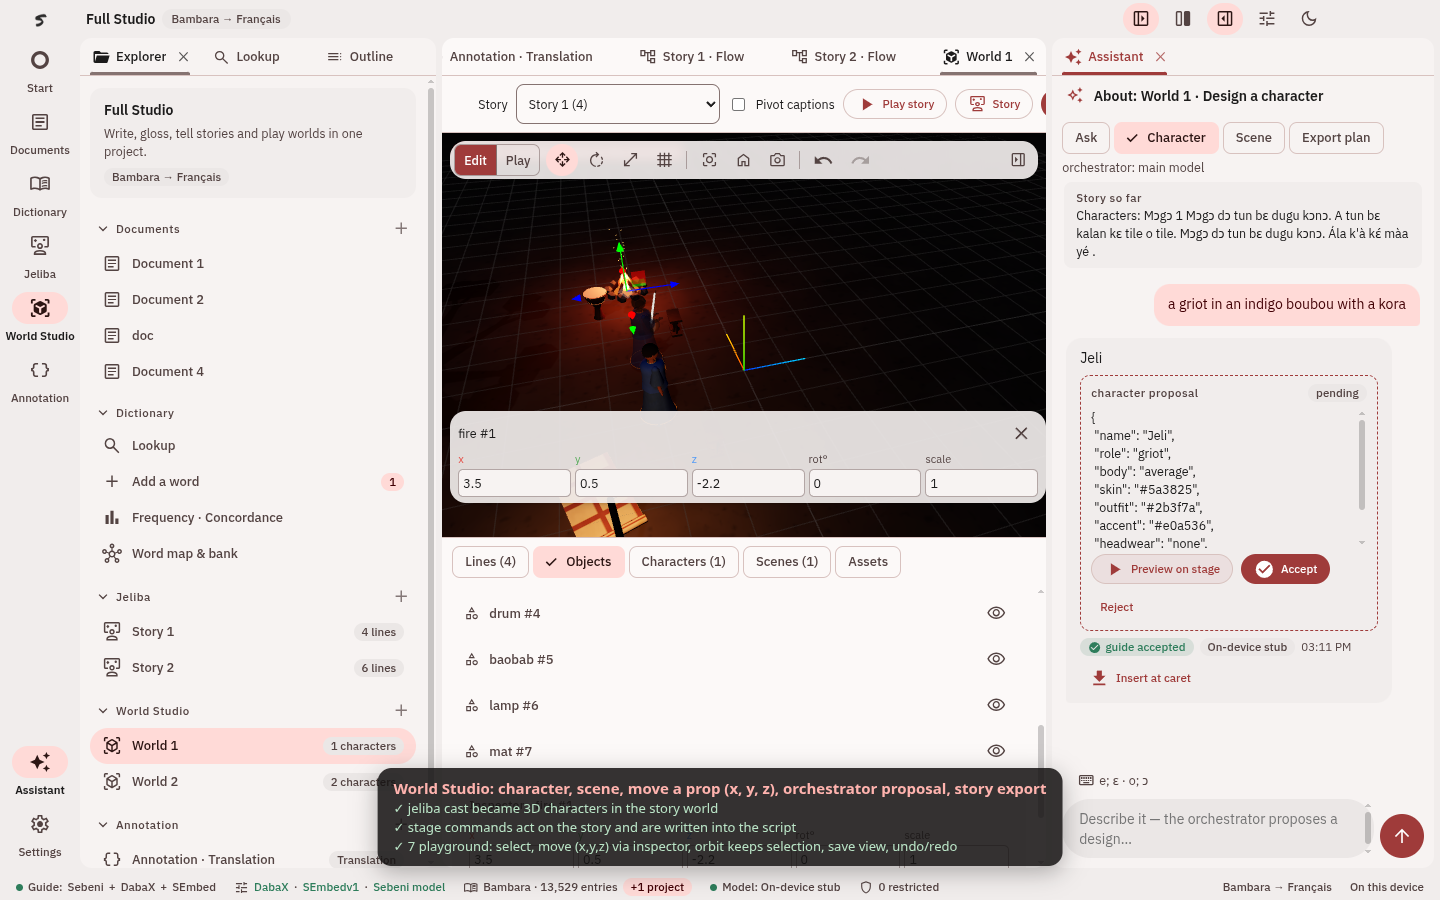 Full Studio
Bambara → Français
Start
Documents
Dictionary
Jeliba
World Studio
Annotation
Assistant
Settings
Explorer
Lookup
Outline
Full Studio
Write, gloss, tell stories and play worlds in one
project.
Bambara → Français
Documents
Document 1
Document 2
doc
Document 4
Dictionary
Lookup
Add a word
1
Frequency · Concordance
Word map & bank
Jeliba
Story 1
4 lines
Story 2
6 lines
World Studio
World 1
1 characters
World 2
2 characters
Annotation
Annotation · Translation
Translation
Annotation · Translation
Story 1 · Flow
Story 2 · Flow
World 1
Story
Story 1 (4)
Pivot captions
Play story
Story
Edit
Play
fire #1
x
y
z
rot°
scale
3.5
0.5
-2.2
0
1
Lines (4)
Objects
Characters (1)
Scenes (1)
Assets
drum #4
baobab #5
lamp #6
mat #7
rot°
scale
3.5
0.5
-2.2
0
1
World Studio: character, scene, move a prop (x, y, z), orchestrator proposal, story export
✓ jeliba cast became 3D characters in the story world
✓ stage commands act on the story and are written into the script
✓ 7 playground: select, move (x,y,z) via inspector, orbit keeps selection, save view, undo/redo
Assistant
About: World 1 · Design a character
Ask
Character
Scene
Export plan
orchestrator: main model
Story so far
Characters: Mɔgɔ 1 Mɔgɔ dɔ tun bɛ dugu kɔnɔ. A tun bɛ
kalan kɛ tile o tile. Mɔgɔ dɔ tun bɛ dugu kɔnɔ. Ála k'à kɛ́ màa
yé .
a griot in an indigo boubou with a kora
Jeli
character proposal
pending
{
"name": "Jeli",
"role": "griot",
"body": "average",
"skin": "#5a3825",
"outfit": "#2b3f7a",
"accent": "#e0a536",
"headwear": "none",
Preview on stage
Accept
Reject
guide accepted
On-device stub
03:11 PM
Insert at caret
e; ɛ · o; ɔ
Describe it — the orchestrator proposes a
design...
Guide: Sebeni + DabaX + SEmbed
DabaX · SEmbedv1 · Sebeni model
Bambara · 13,529 entries
+1 project
Model: On-device stub
0 restricted
Bambara → Français
On this device